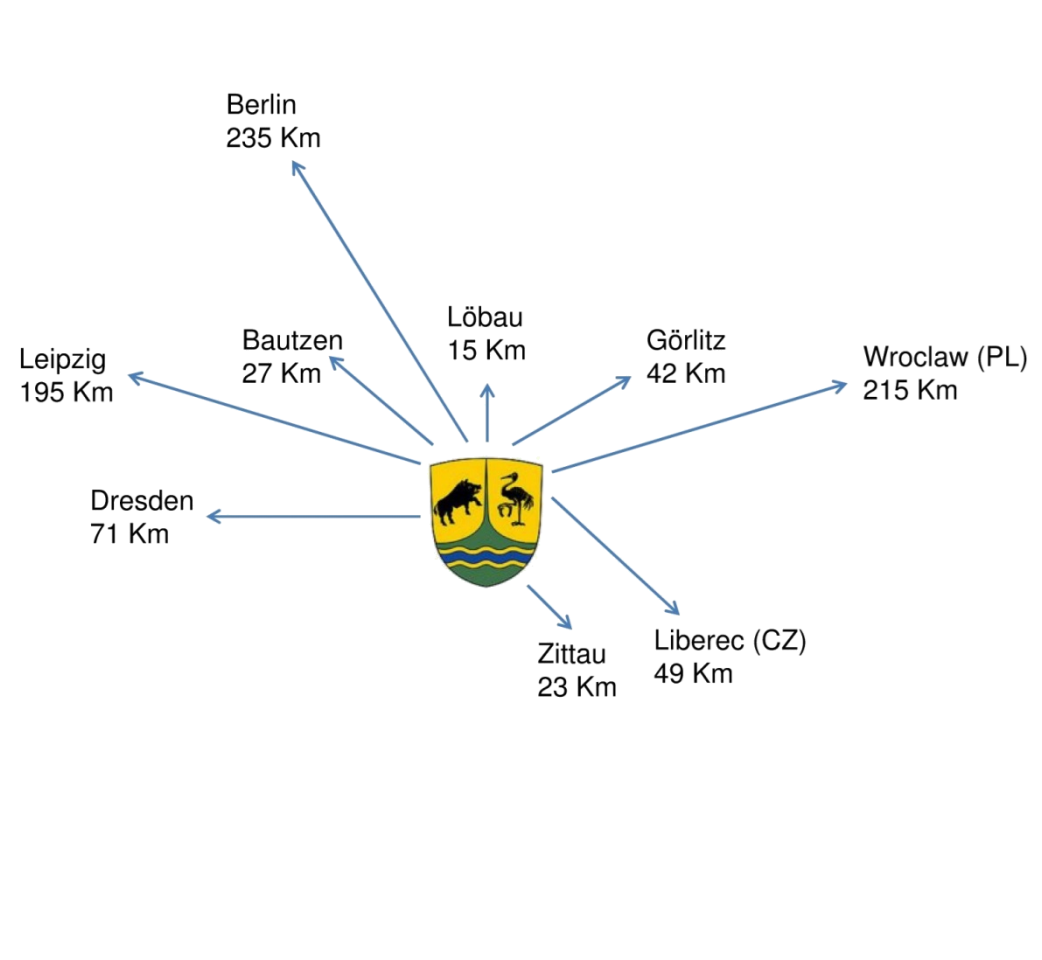 Berlin
235 Km
Löbau
15 Km
Bautzen
27 Km
Görlitz
42 Km
Leipzig
195 Km
Wroclaw (PL)
215 Km
Dresden
71 Km
Liberec (CZ)
49 Km
Zittau
23 Km